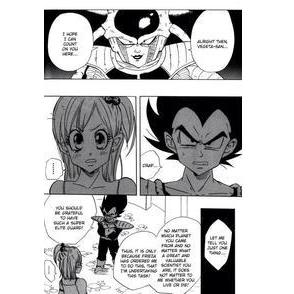 ALRIGHT THEN,
VEGETA-SAN...
I HOPE
I CAN
COUNT
ON YOU
HERE...
CRAP...
......
LET ME
TELL YOU
JUST ONE
THING...
NO MATTER
WHICH PLANET
YOU CAME
FROM AND NO
MATTER WHAT
A GREAT AND
VALUABLE
SCIENTIST YOU
ARE, IT DOES
NOT MATTER TO
ME WHETHER YOU
LIVE OR DIE!
THUS, IT IS ONLY
BECAUSE FRIEZA
HAS ORDERED ME
TO DO THIS, THAT
I'M UNDERTAKING
THIS TASK!
YOU SHOULD
BE GRATEFUL
TO HAVE
SUCH A SUPER
ELITE GUARD!